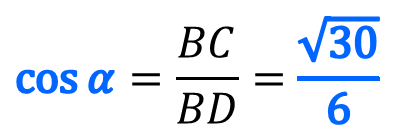 cos α = BC/BD = √30/6